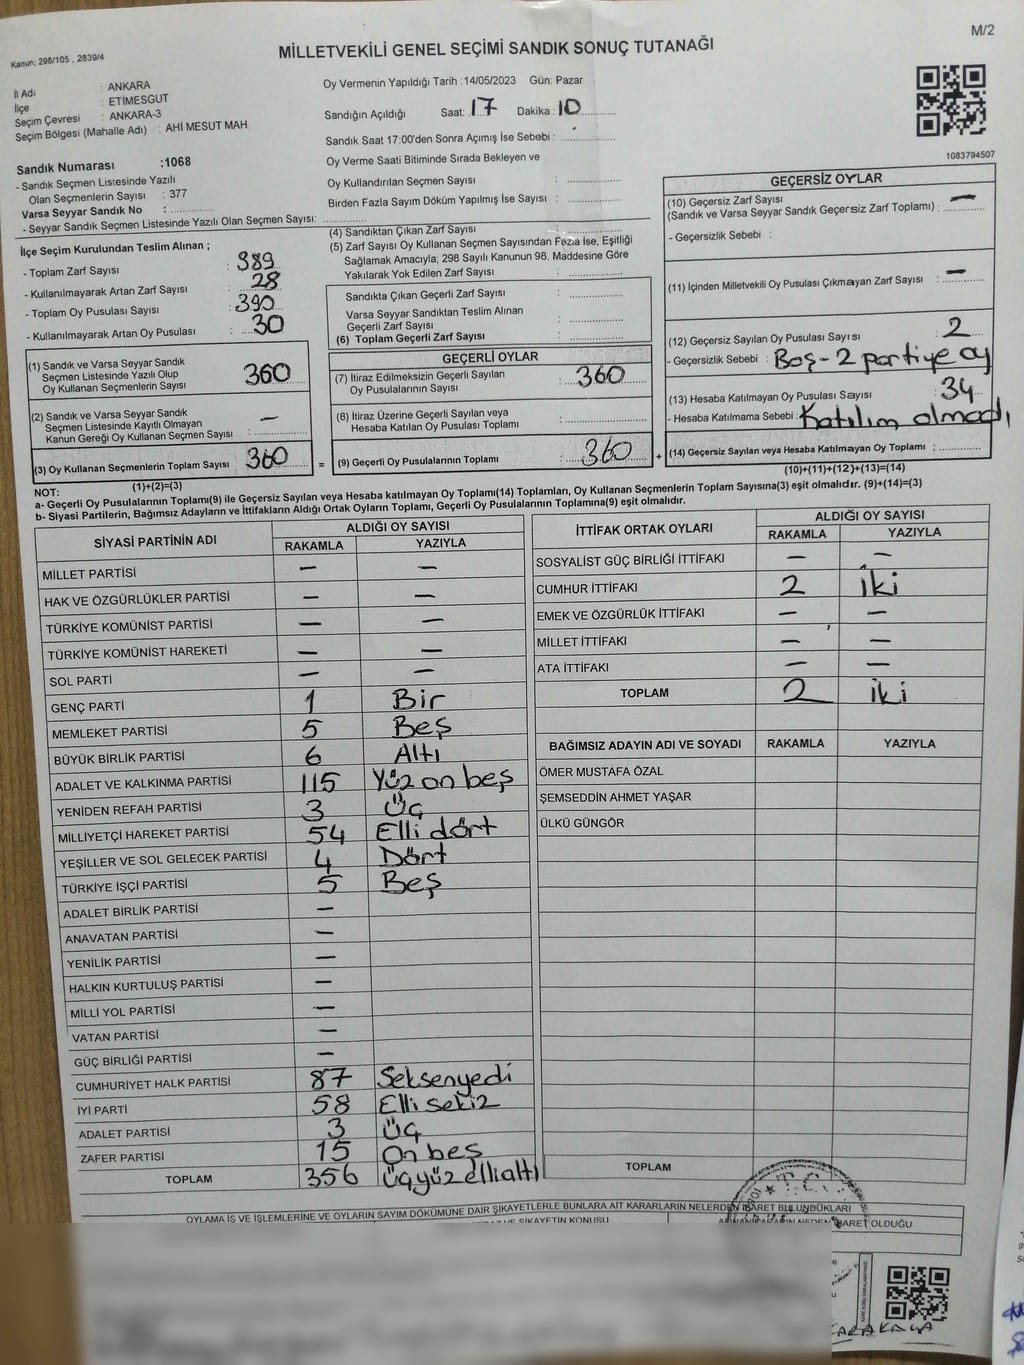 M/2
Kanun; 298/105 , 2839/4
MİLLETVEKİLİ GENEL SEÇİMİ SANDIK SONUÇ TUTANAĞI
İl Adı : ANKARA
İlçe : ETİMESGUT
Seçim Çevresi : ANKARA-3
Seçim Bölgesi (Mahalle Adı) : AHİ MESUT MAH.
Sandık Numarası :1068
- Sandık Seçmen Listesinde Yazılı
Olan Seçmenlerin Sayısı : 377
Varsa Seyyar Sandık No : ............
- Seyyar Sandık Seçmen Listesinde Yazılı Olan Seçmen Sayısı: ............
Oy Vermenin Yapıldığı Tarih :14/05/2023 Gün: Pazar
Sandığın Açıldığı Saat: 17 Dakika: 10
Sandık Saat 17:00'den Sonra Açımış İse Sebebi : ............
Oy Verme Saati Bitiminde Sırada Bekleyen ve
Oy Kullandırılan Seçmen Sayısı : ............
Birden Fazla Sayım Döküm Yapılmış İse Sayısı : ............
1083794507
İlçe Seçim Kurulundan Teslim Alınan ;
- Toplam Zarf Sayısı : 389
- Kullanılmayarak Artan Zarf Sayısı : 28
- Toplam Oy Pusulası Sayısı : 390
- Kullanılmayarak Artan Oy Pusulası : 30
(1) Sandık ve Varsa Seyyar Sandık
Seçmen Listesinde Yazılı Olup
Oy Kullanan Seçmenlerin Sayısı : 360
(2) Sandık ve Varsa Seyyar Sandık
Seçmen Listesinde Kayıtlı Olmayan
Kanun Gereği Oy Kullanan Seçmen Sayısı : —
(3) Oy Kullanan Seçmenlerin Toplam Sayısı : 360
(1)+(2)=(3)
(4) Sandıktan Çıkan Zarf Sayısı : ............
(5) Zarf Sayısı Oy Kullanan Seçmen Sayısından Fazla İse, Eşitliği
Sağlamak Amacıyla; 298 Sayılı Kanunun 98. Maddesine Göre
Yakılarak Yok Edilen Zarf Sayısı : ............
Sandıkta Çıkan Geçerli Zarf Sayısı : ............
Varsa Seyyar Sandıktan Teslim Alınan
Geçerli Zarf Sayısı : ............
(6) Toplam Geçerli Zarf Sayısı : ............
GEÇERLİ OYLAR
(7) İtiraz Edilmeksizin Geçerli Sayılan
Oy Pusulalarının Sayısı : 360
(8) İtiraz Üzerine Geçerli Sayılan veya
Hesaba Katılan Oy Pusulası Toplamı : ............
= (9) Geçerli Oy Pusulalarının Toplamı : 360 +
GEÇERSİZ OYLAR
(10) Geçersiz Zarf Sayısı
(Sandık ve Varsa Seyyar Sandık Geçersiz Zarf Toplamı) : —
- Geçersizlik Sebebi :
(11) İçinden Milletvekili Oy Pusulası Çıkmayan Zarf Sayısı : —
(12) Geçersiz Sayılan Oy Pusulası Sayısı : 2
- Geçersizlik Sebebi : Boş-2 partiye oy
(13) Hesaba Katılmayan Oy Pusulası Sayısı : 34
- Hesaba Katılmama Sebebi : Katılım olmadı
(14) Geçersiz Sayılan veya Hesaba Katılmayan Oy Toplamı : ............
(10)+(11)+(12)+(13)=(14)
NOT:
a- Geçerli Oy Pusulalarının Toplamı(9) ile Geçersiz Sayılan veya Hesaba katılmayan Oy Toplamı(14) Toplamları, Oy Kullanan Seçmenlerin Toplam Sayısına(3) eşit olmalıdır. (9)+(14)=(3)
b- Siyasi Partilerin, Bağımsız Adayların ve İttifakların Aldığı Ortak Oyların Toplamı, Geçerli Oy Pusulalarının Toplamına(9) eşit olmalıdır.
SİYASİ PARTİNİN ADI ALDIĞI OY SAYISI
RAKAMLA YAZIYLA
MİLLET PARTİSİ — —
HAK VE ÖZGÜRLÜKLER PARTİSİ — —
TÜRKİYE KOMÜNİST PARTİSİ — —
TÜRKİYE KOMÜNİST HAREKETİ — —
SOL PARTİ — —
GENÇ PARTİ 1 Bir
MEMLEKET PARTİSİ 5 Beş
BÜYÜK BİRLİK PARTİSİ 6 Altı
ADALET VE KALKINMA PARTİSİ 115 Yüz on beş
YENİDEN REFAH PARTİSİ 3 Üç
MİLLİYETÇİ HAREKET PARTİSİ 54 Elli dört
YEŞİLLER VE SOL GELECEK PARTİSİ 4 Dört
TÜRKİYE İŞÇİ PARTİSİ 5 Beş
ADALET BİRLİK PARTİSİ —
ANAVATAN PARTİSİ —
YENİLİK PARTİSİ —
HALKIN KURTULUŞ PARTİSİ —
MİLLİ YOL PARTİSİ —
VATAN PARTİSİ —
GÜÇ BİRLİĞİ PARTİSİ —
CUMHURİYET HALK PARTİSİ 87 Seksenyedi
İYİ PARTİ 58 Elli sekiz
ADALET PARTİSİ 3 Üç
ZAFER PARTİSİ 15 On beş
TOPLAM 356 Üçyüz elli altı
İTTİFAK ORTAK OYLARI ALDIĞI OY SAYISI
RAKAMLA YAZIYLA
SOSYALİST GÜÇ BİRLİĞİ İTTİFAKI — —
CUMHUR İTTİFAKI 2 İki
EMEK VE ÖZGÜRLÜK İTTİFAKI — —
MİLLET İTTİFAKI — —
ATA İTTİFAKI — —
TOPLAM 2 İki
BAĞIMSIZ ADAYIN ADI VE SOYADI RAKAMLA YAZIYLA
ÖMER MUSTAFA ÖZAL
ŞEMSEDDİN AHMET YAŞAR
ÜLKÜ GÜNGÖR
TOPLAM
T.C.
OYLAMA İŞ VE İŞLEMLERİNE VE OYLARIN SAYIM DÖKÜMÜNE DAİR ŞİKAYETLERLE BUNLARA AİT KARARLARIN NELERDEN İBARET BULUNDUKLARI
VE ŞİKAYETİN KONUSU
NEDEN İBARET OLDUĞU
KARAKAYA